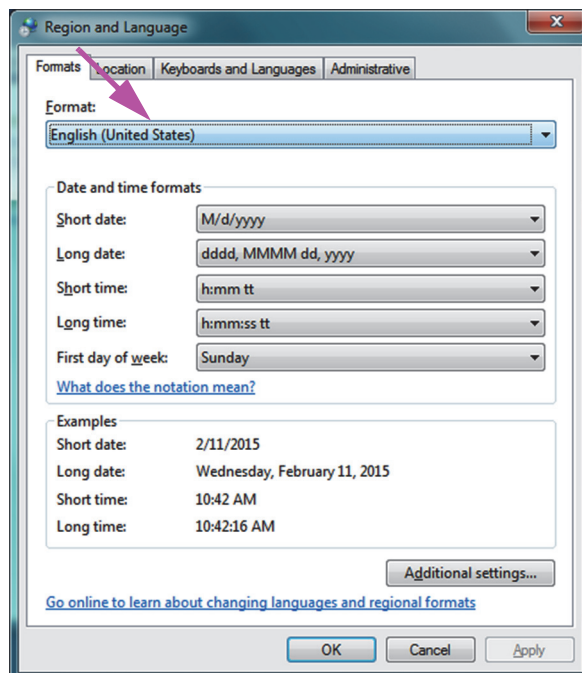 Region and Language
Formats Location Keyboards and Languages Administrative
Format:
English (United States)
Date and time formats
Short date: M/d/yyyy
Long date: dddd, MMMM dd, yyyy
Short time: h:mm tt
Long time: h:mm:ss tt
First day of week: Sunday
What does the notation mean?
Examples
Short date: 2/11/2015
Long date: Wednesday, February 11, 2015
Short time: 10:42 AM
Long time: 10:42:16 AM
Additional settings...
Go online to learn about changing languages and regional formats
OK Cancel Apply